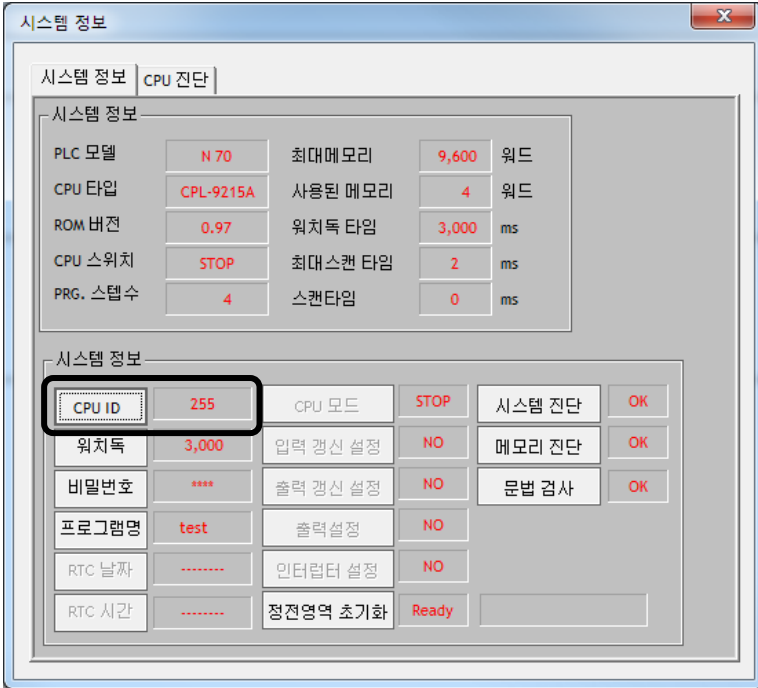 시스템 정보
시스템 정보 CPU 진단
시스템 정보
PLC 모델 N 70 최대메모리 9,600 워드
CPU 타입 CPL-9215A 사용된 메모리 4 워드
ROM 버전 0.97 워치독 타임 3,000 ms
CPU 스위치 STOP 최대스캔 타임 2 ms
PRG. 스텝수 4 스캔타임 0 ms
시스템 정보
CPU ID 255 CPU 모드 STOP 시스템 진단 OK
워치독 3,000 입력 갱신 설정 NO 메모리 진단 OK
비밀번호 **** 출력 갱신 설정 NO 문법 검사 OK
프로그램명 test 출력설정 NO
RTC 날짜 -------- 인터럽터 설정 NO
RTC 시간 -------- 정전영역 초기화 Ready